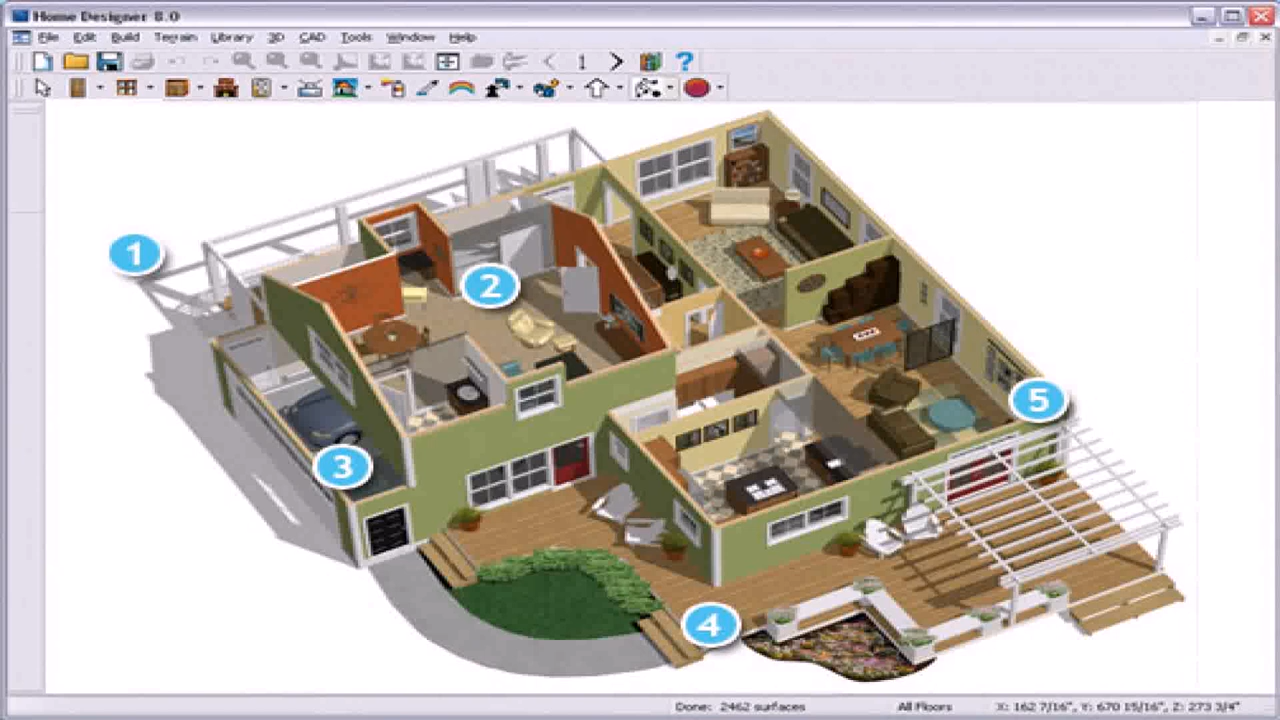 Home Designer 8.0
File Edit Build Terrain Library 3D CAD Tools Window Help
1 ?
1
2
3
4
5
Done: 2462 surfaces All Floors X: 162 7/16", Y: 670 15/16", Z: 273 3/4"